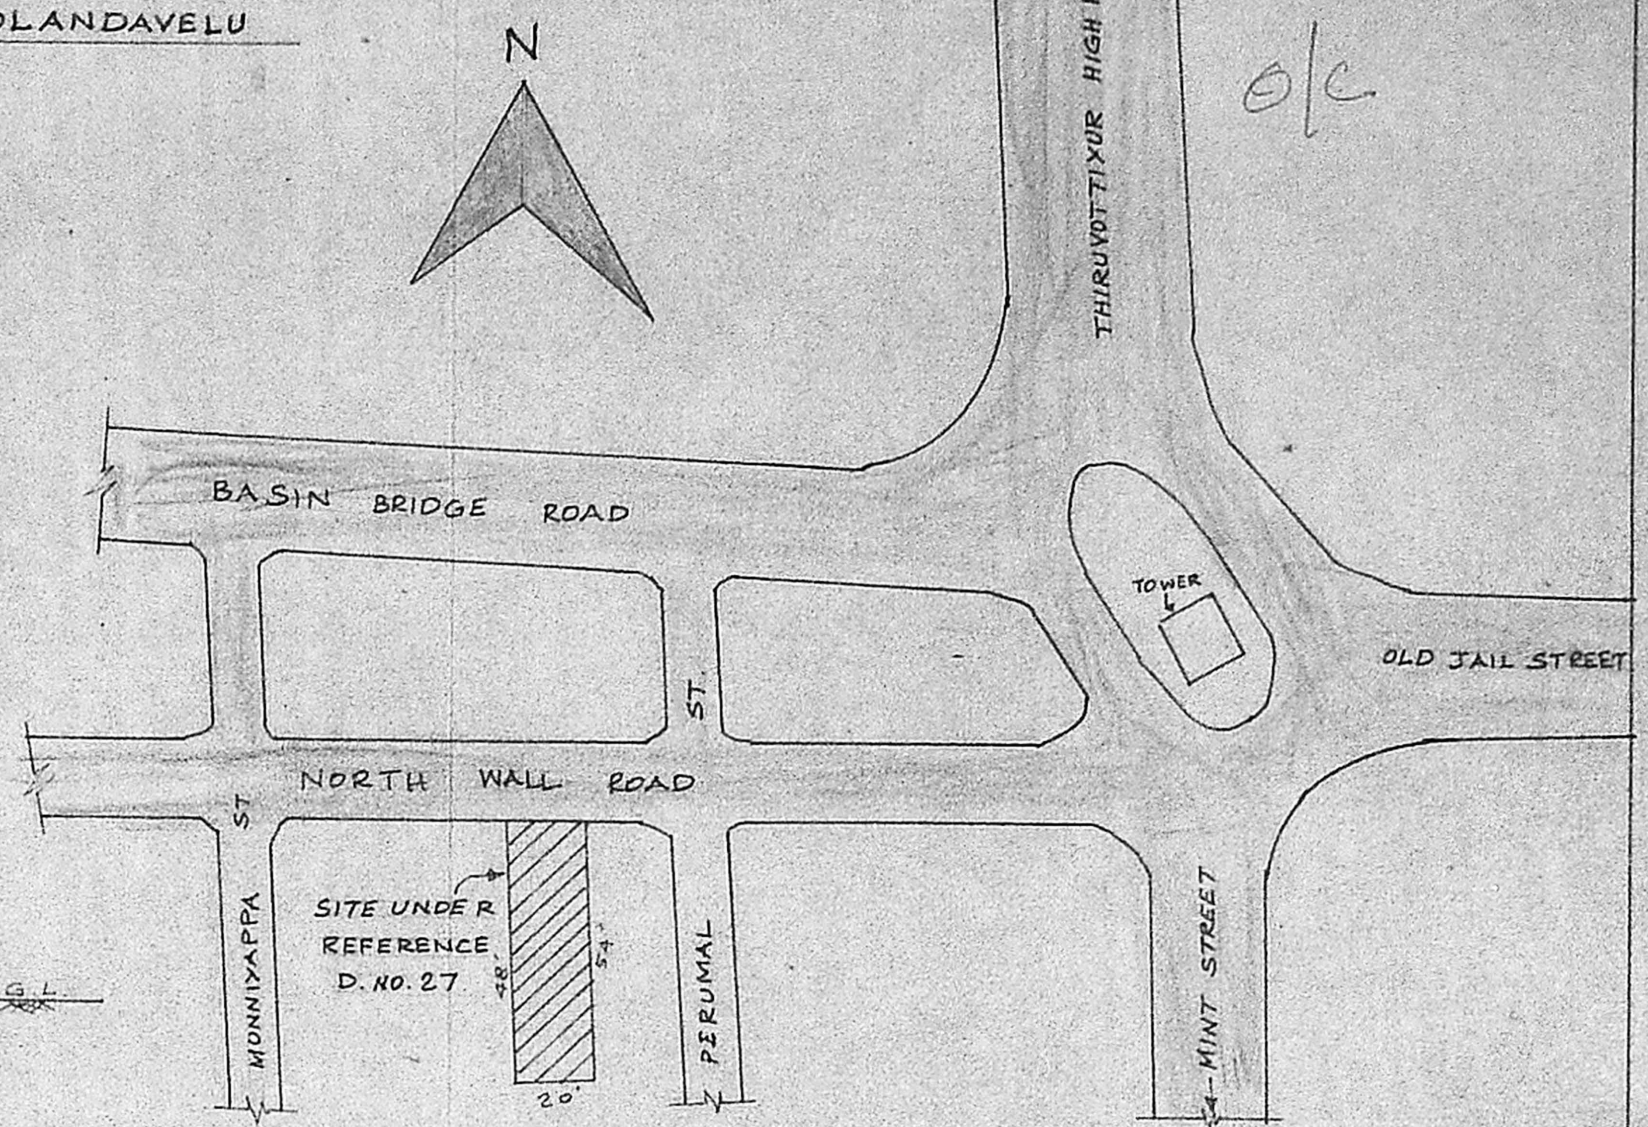 OLANDAVELU
N
O/C
THIRUVOTTIYUR HIGH
BASIN BRIDGE ROAD
TOWER
OLD JAIL STREET
NORTH WALL ROAD
MONNIYAPPA ST
PERUMAL ST.
SITE UNDER
REFERENCE
D. NO. 27
48'
54'
20'
MINT STREET
G L